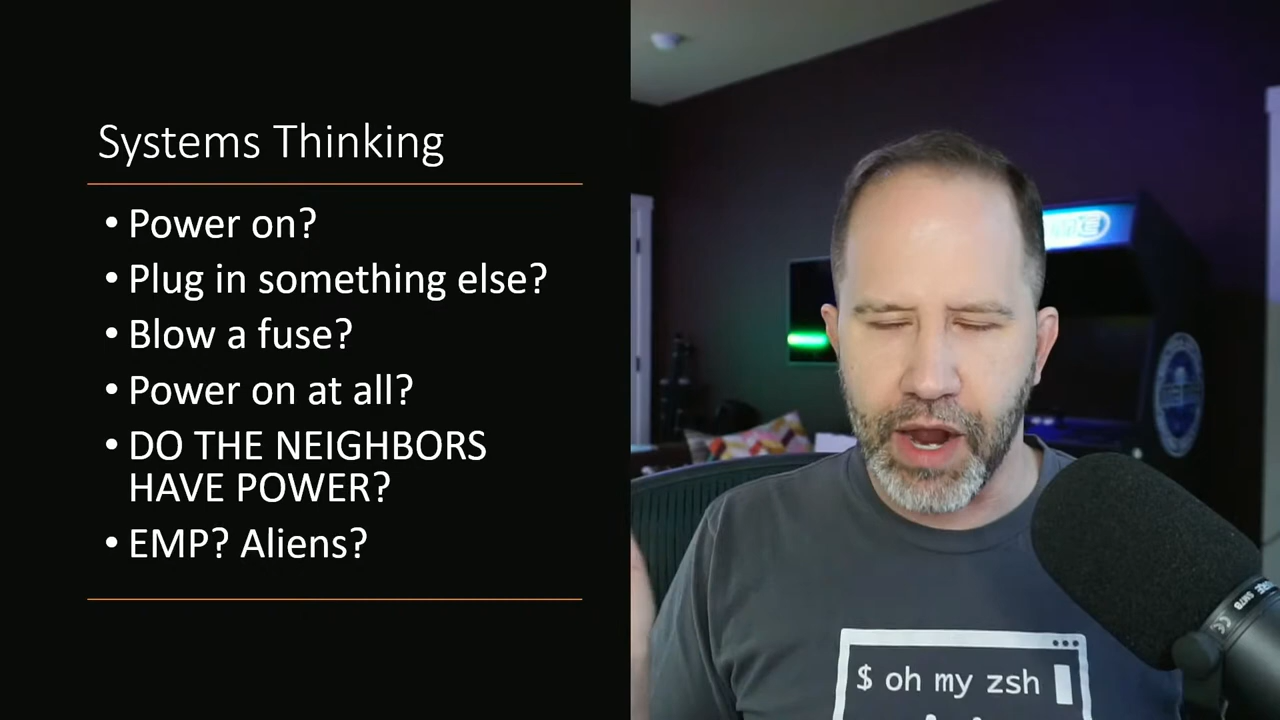 Systems Thinking
• Power on?
• Plug in something else?
• Blow a fuse?
• Power on at all?
• DO THE NEIGHBORS
HAVE POWER?
• EMP? Aliens?
$ oh my zsh
SM7B